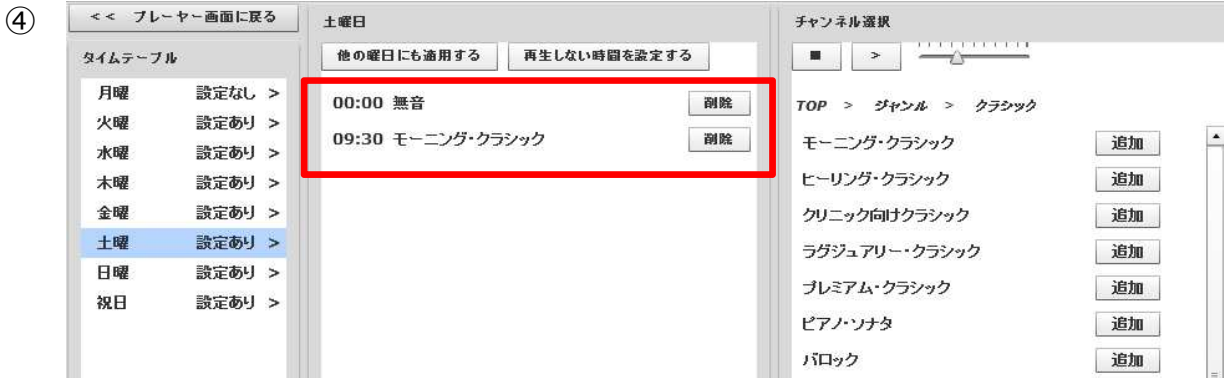 ④
<< プレーヤー画面に戻る
タイムテーブル
月曜 設定なし >
火曜 設定あり >
水曜 設定あり >
木曜 設定あり >
金曜 設定あり >
土曜 設定あり >
日曜 設定あり >
祝日 設定あり >
土曜日
他の曜日にも適用する 再生しない時間を設定する
00:00 無音 削除
09:30 モーニング・クラシック 削除
チャンネル選択
■ >
TOP > ジャンル > クラシック
モーニング・クラシック 追加
ヒーリング・クラシック 追加
クリニック向けクラシック 追加
ラグジュアリー・クラシック 追加
プレミアム・クラシック 追加
ピアノ・ソナタ 追加
バロック 追加